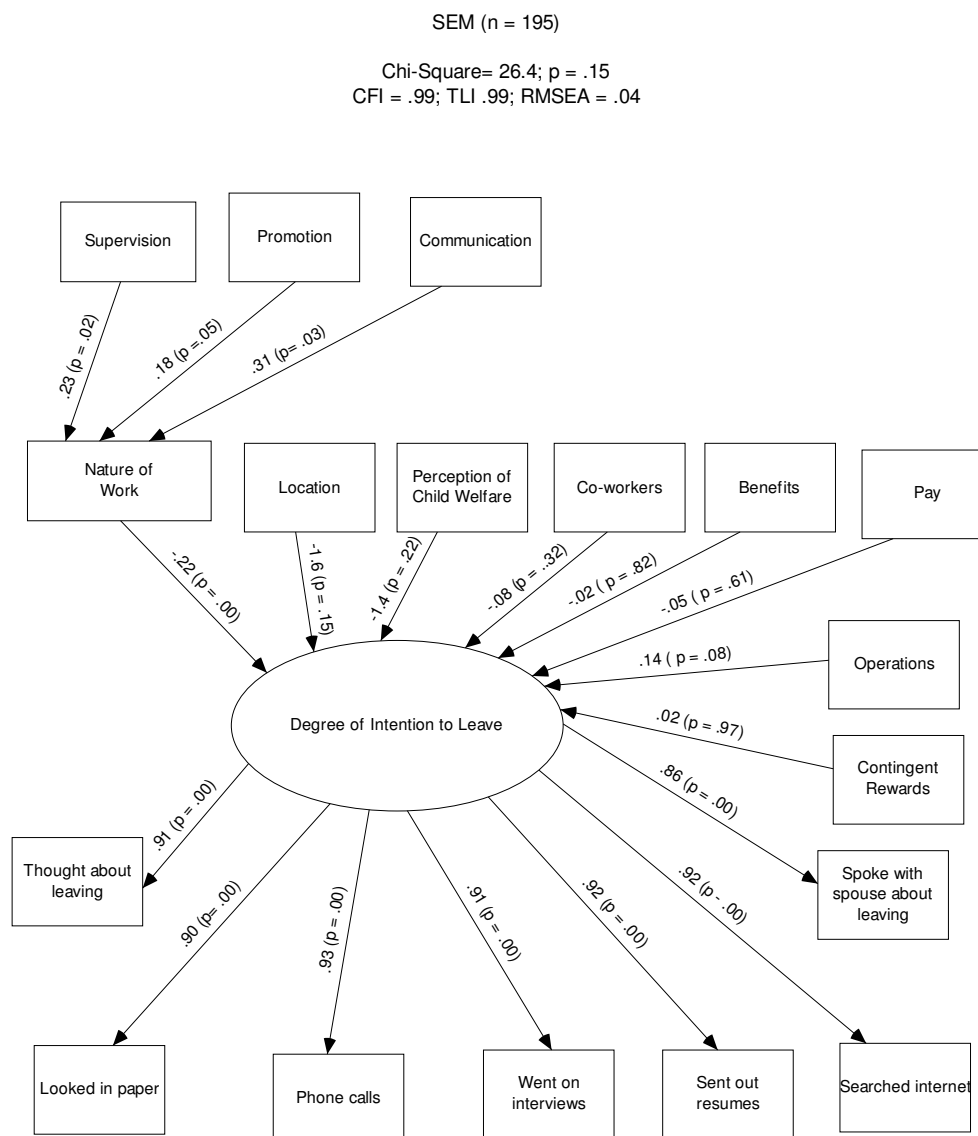 SEM (n = 195)
Chi-Square= 26.4; p = .15
CFI = .99; TLI .99; RMSEA = .04
Supervision
Promotion
Communication
.23 (p = .02)
.18 (p =.05)
.31 (p= .03)
Nature of
Work
Location
Perception of
Child Welfare
Co-workers
Benefits
Pay
-.22 (p = .00)
-1.6 (p = .15)
-1.4 (p = .22)
-.08 (p = ..32)
-.02 ( p = .82)
-.05 ( p = .61)
.14 ( p = .08)
Operations
Degree of Intention to Leave
.02 (p = .97)
Contingent
Rewards
.86 (p = .00)
.91 (p = .00)
Thought about
leaving
.90 (p= .00)
.93 (p = .00)
.91 (p = .00)
.92 (p = .00)
.92 (p - .00)
Spoke with
spouse about
leaving
Looked in paper
Phone calls
Went on
interviews
Sent out
resumes
Searched internet